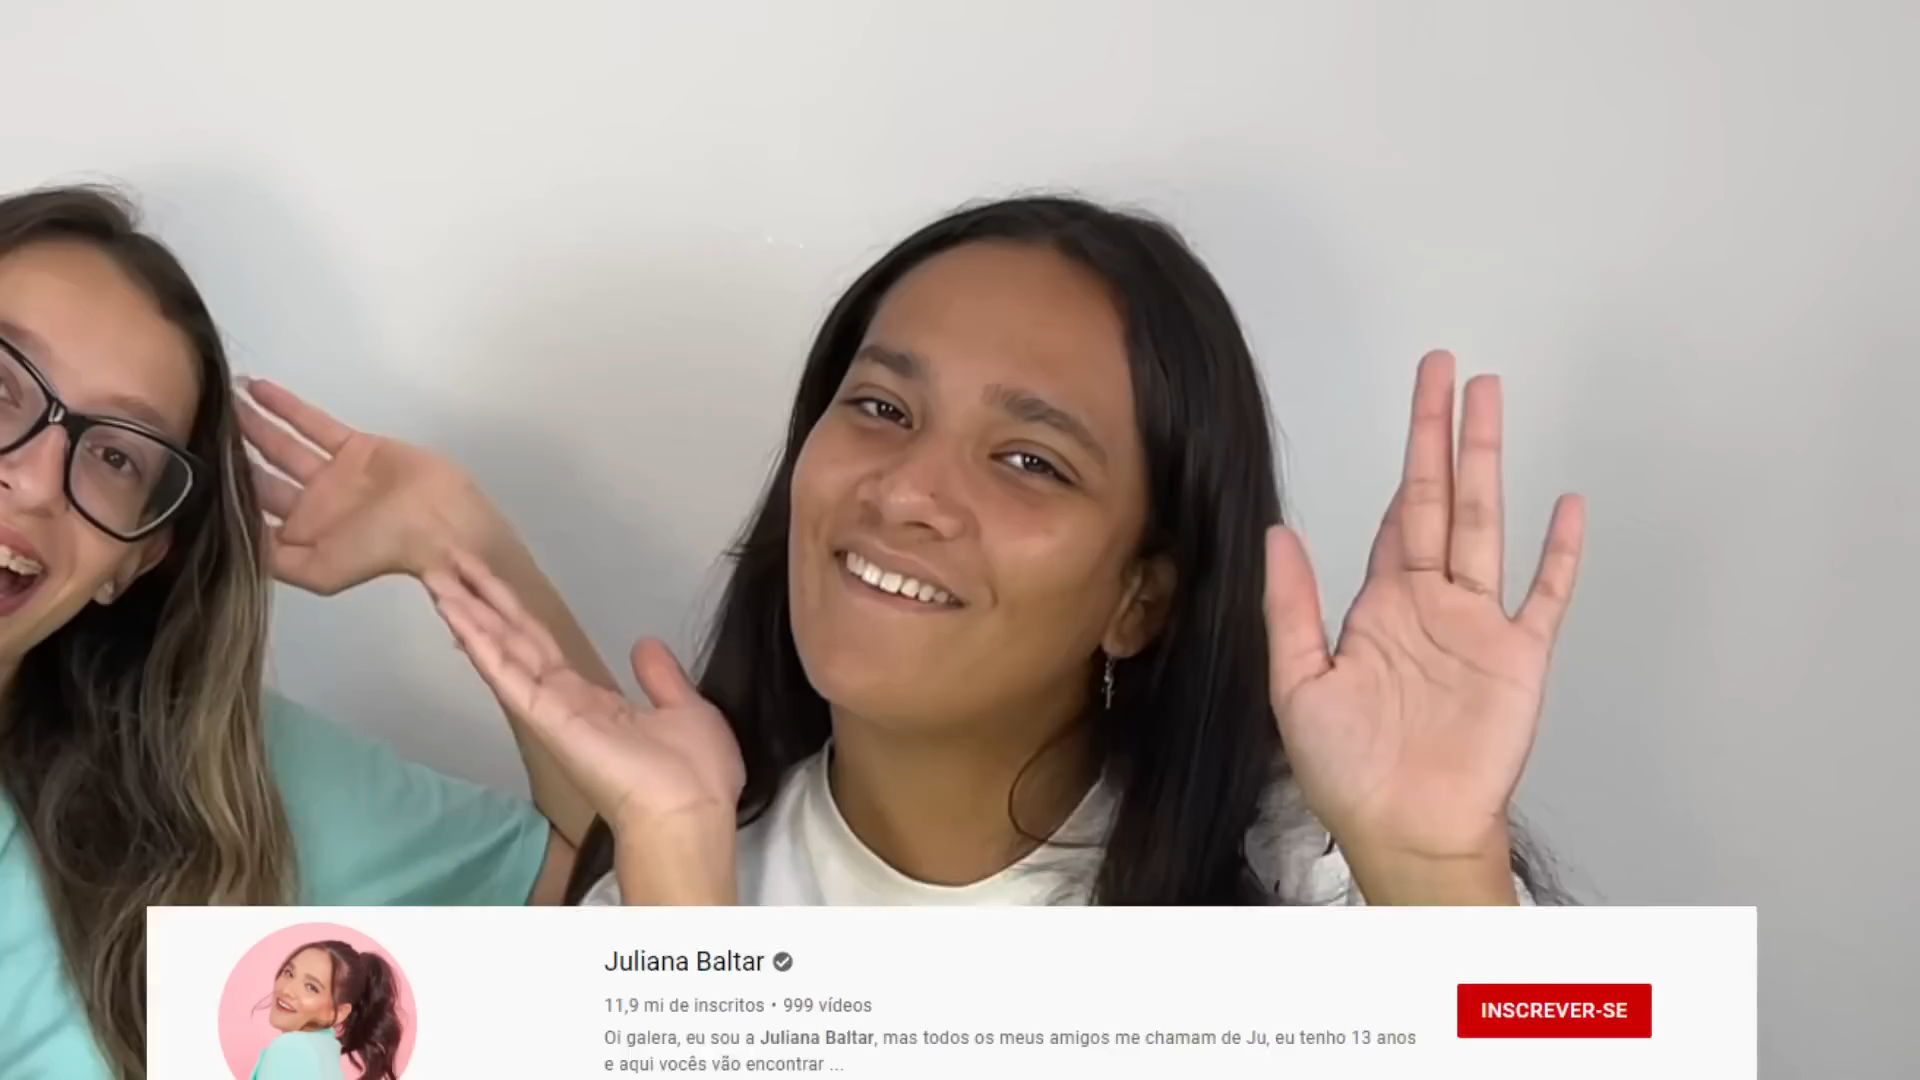 Juliana Baltar
11,9 mi de inscritos • 999 vídeos
Oi galera, eu sou a Juliana Baltar, mas todos os meus amigos me chamam de Ju, eu tenho 13 anos
e aqui vocês vão encontrar ...
INSCREVER-SE